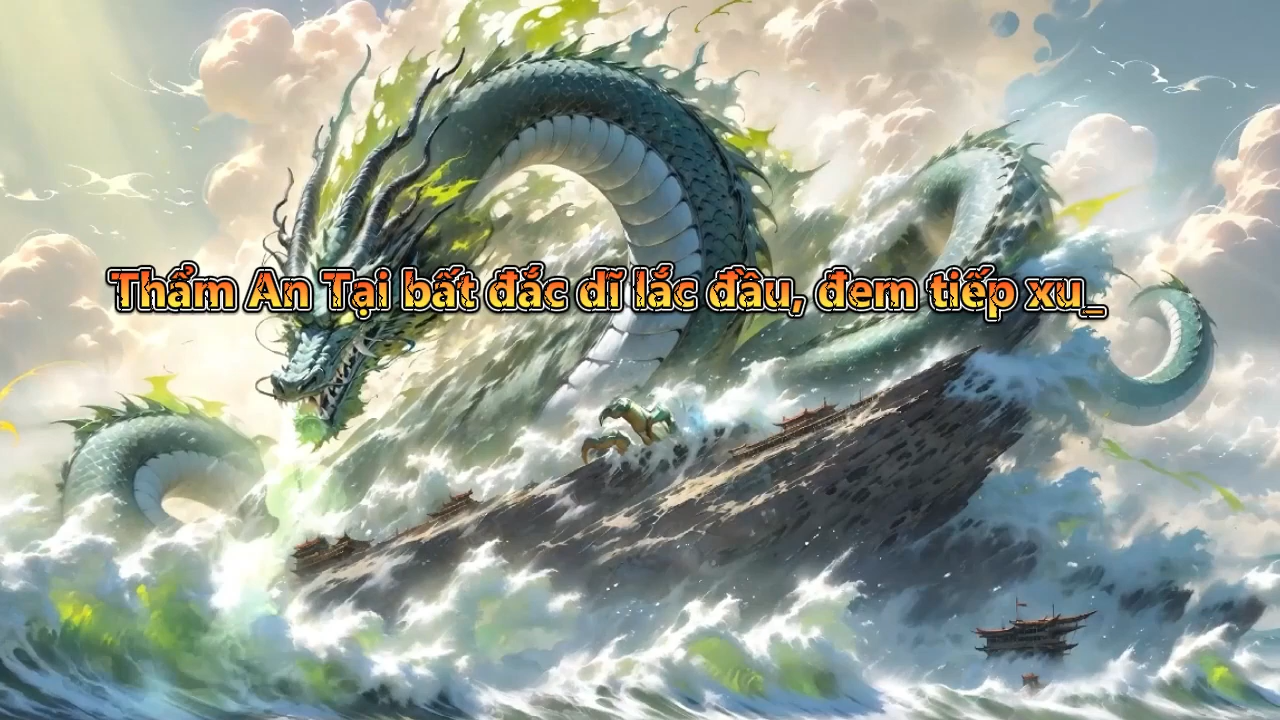 Thẩm An Tại bất đắc dĩ lắc đầu, đem tiếp xu_